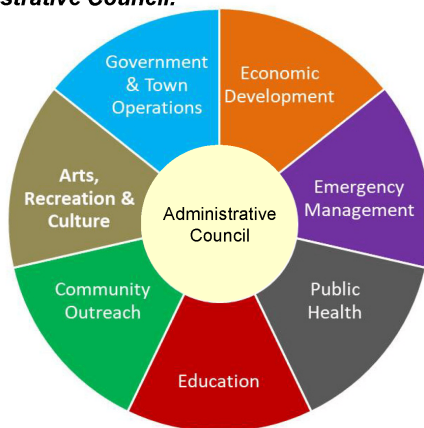 strative Council.
Government
& Town
Operations
Economic
Development
Emergency
Management
Public
Health
Education
Community
Outreach
Arts,
Recreation &
Culture
Administrative
Council